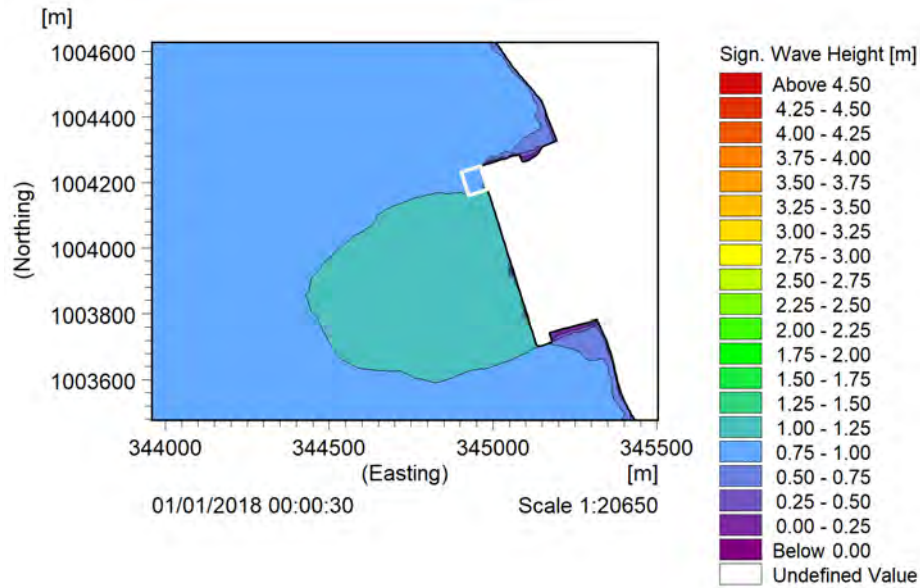 [m]
1004600
1004400
1004200
1004000
1003800
1003600
(Northing)
344000 344500 345000 345500
(Easting) [m]
01/01/2018 00:00:30 Scale 1:20650
Sign. Wave Height [m]
Above 4.50
4.25 - 4.50
4.00 - 4.25
3.75 - 4.00
3.50 - 3.75
3.25 - 3.50
3.00 - 3.25
2.75 - 3.00
2.50 - 2.75
2.25 - 2.50
2.00 - 2.25
1.75 - 2.00
1.50 - 1.75
1.25 - 1.50
1.00 - 1.25
0.75 - 1.00
0.50 - 0.75
0.25 - 0.50
0.00 - 0.25
Below 0.00
Undefined Value